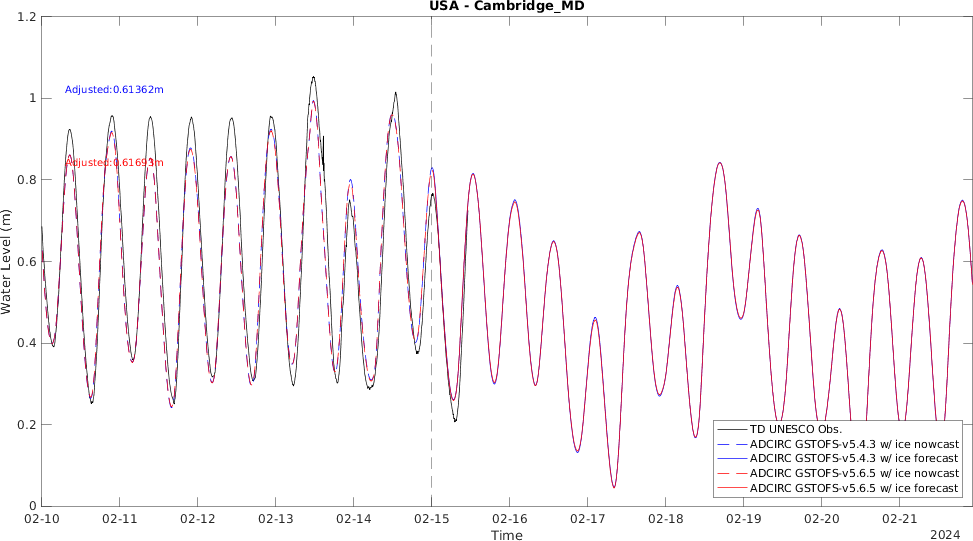 USA - Cambridge_MD
1.2
1
0.8
0.6
0.4
0.2
0
Water Level (m)
Adjusted:0.61362m
Adjusted:0.61693m
TD UNESCO Obs.
ADCIRC GSTOFS-v5.4.3 w/ ice nowcast
ADCIRC GSTOFS-v5.4.3 w/ ice forecast
ADCIRC GSTOFS-v5.6.5 w/ ice nowcast
ADCIRC GSTOFS-v5.6.5 w/ ice forecast
02-10 02-11 02-12 02-13 02-14 02-15 02-16 02-17 02-18 02-19 02-20 02-21
Time
2024